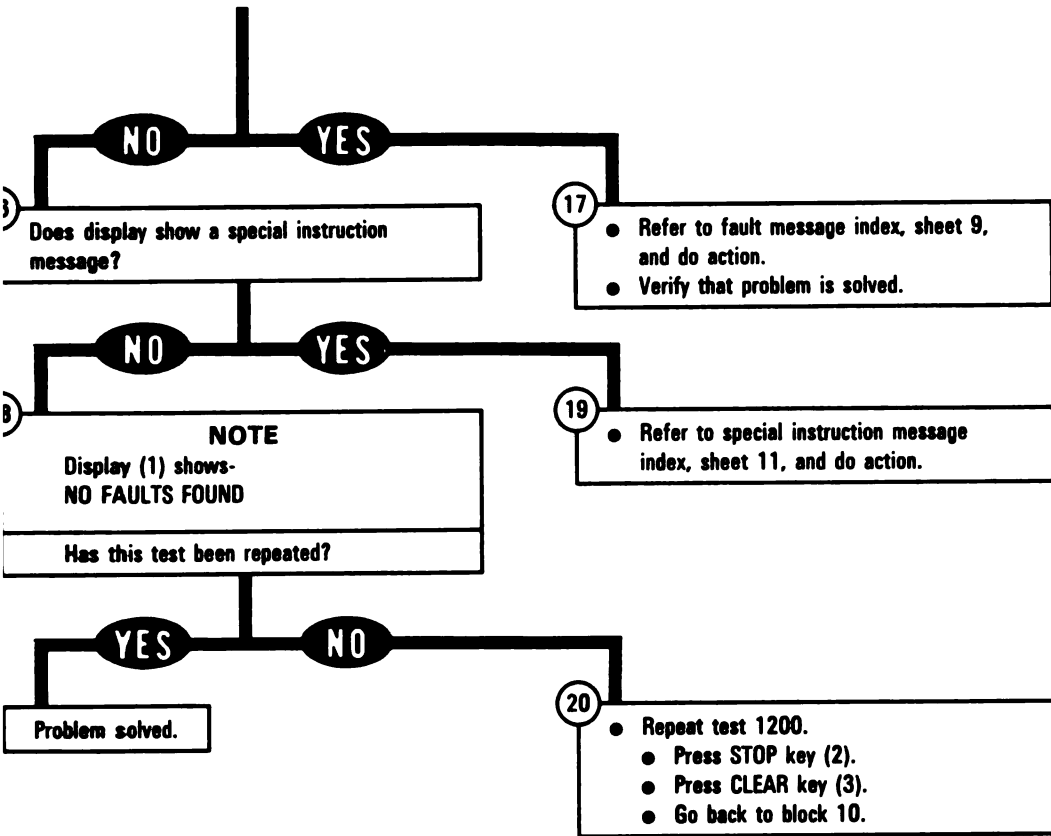 NO YES
17
Does display show a special instruction
message?
● Refer to fault message index, sheet 9,
and do action.
● Verify that problem is solved.
NO YES
19
NOTE
Display (1) shows-
NO FAULTS FOUND
Has this test been repeated?
● Refer to special instruction message
index, sheet 11, and do action.
YES NO
Problem solved.
20
● Repeat test 1200.
● Press STOP key (2).
● Press CLEAR key (3).
● Go back to block 10.